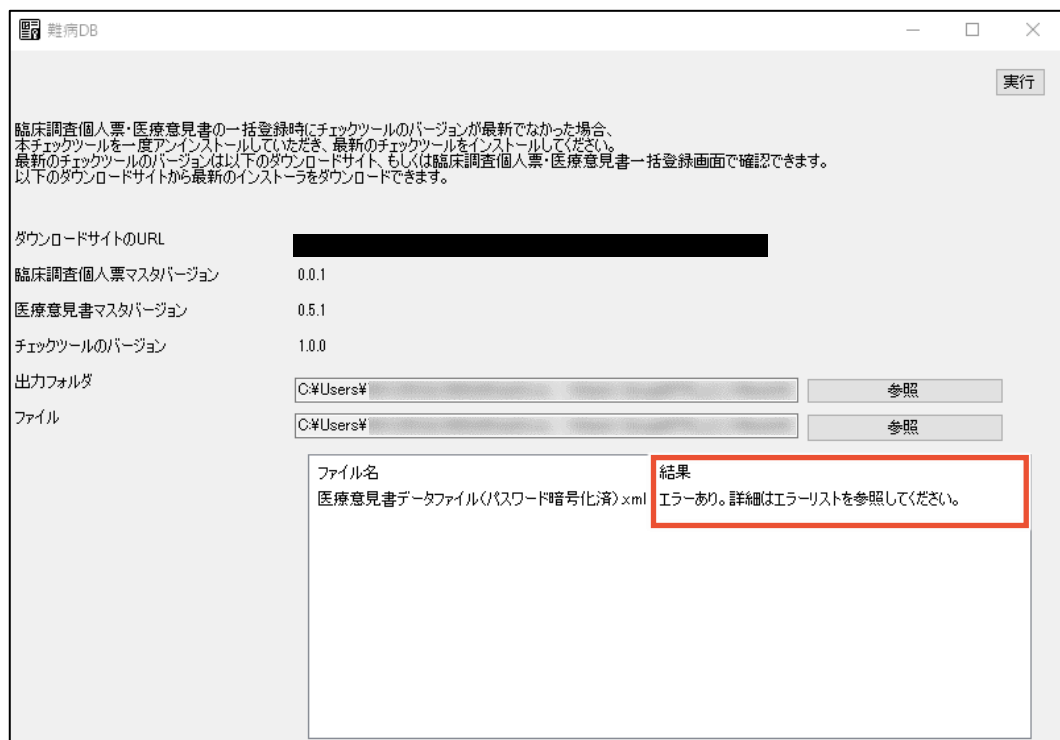 難病DB
実行
臨床調査個人票・医療意見書の一括登録時にチェックツールのバージョンが最新でなかった場合、
本チェックツールを一度アンインストールしていただき、最新のチェックツールをインストールしてください。
最新のチェックツールのバージョンは以下のダウンロードサイト、もしくは臨床調査個人票・医療意見書一括登録画面で確認できます。
以下のダウンロードサイトから最新のインストーラをダウンロードできます。
ダウンロードサイトのURL
臨床調査個人票マスタバージョン 0.0.1
医療意見書マスタバージョン 0.5.1
チェックツールのバージョン 1.0.0
出力フォルダ C:¥Users¥ 参照
ファイル C:¥Users¥ 参照
ファイル名 結果
医療意見書データファイル(パスワード暗号化済).xml エラーあり。詳細はエラーリストを参照してください。